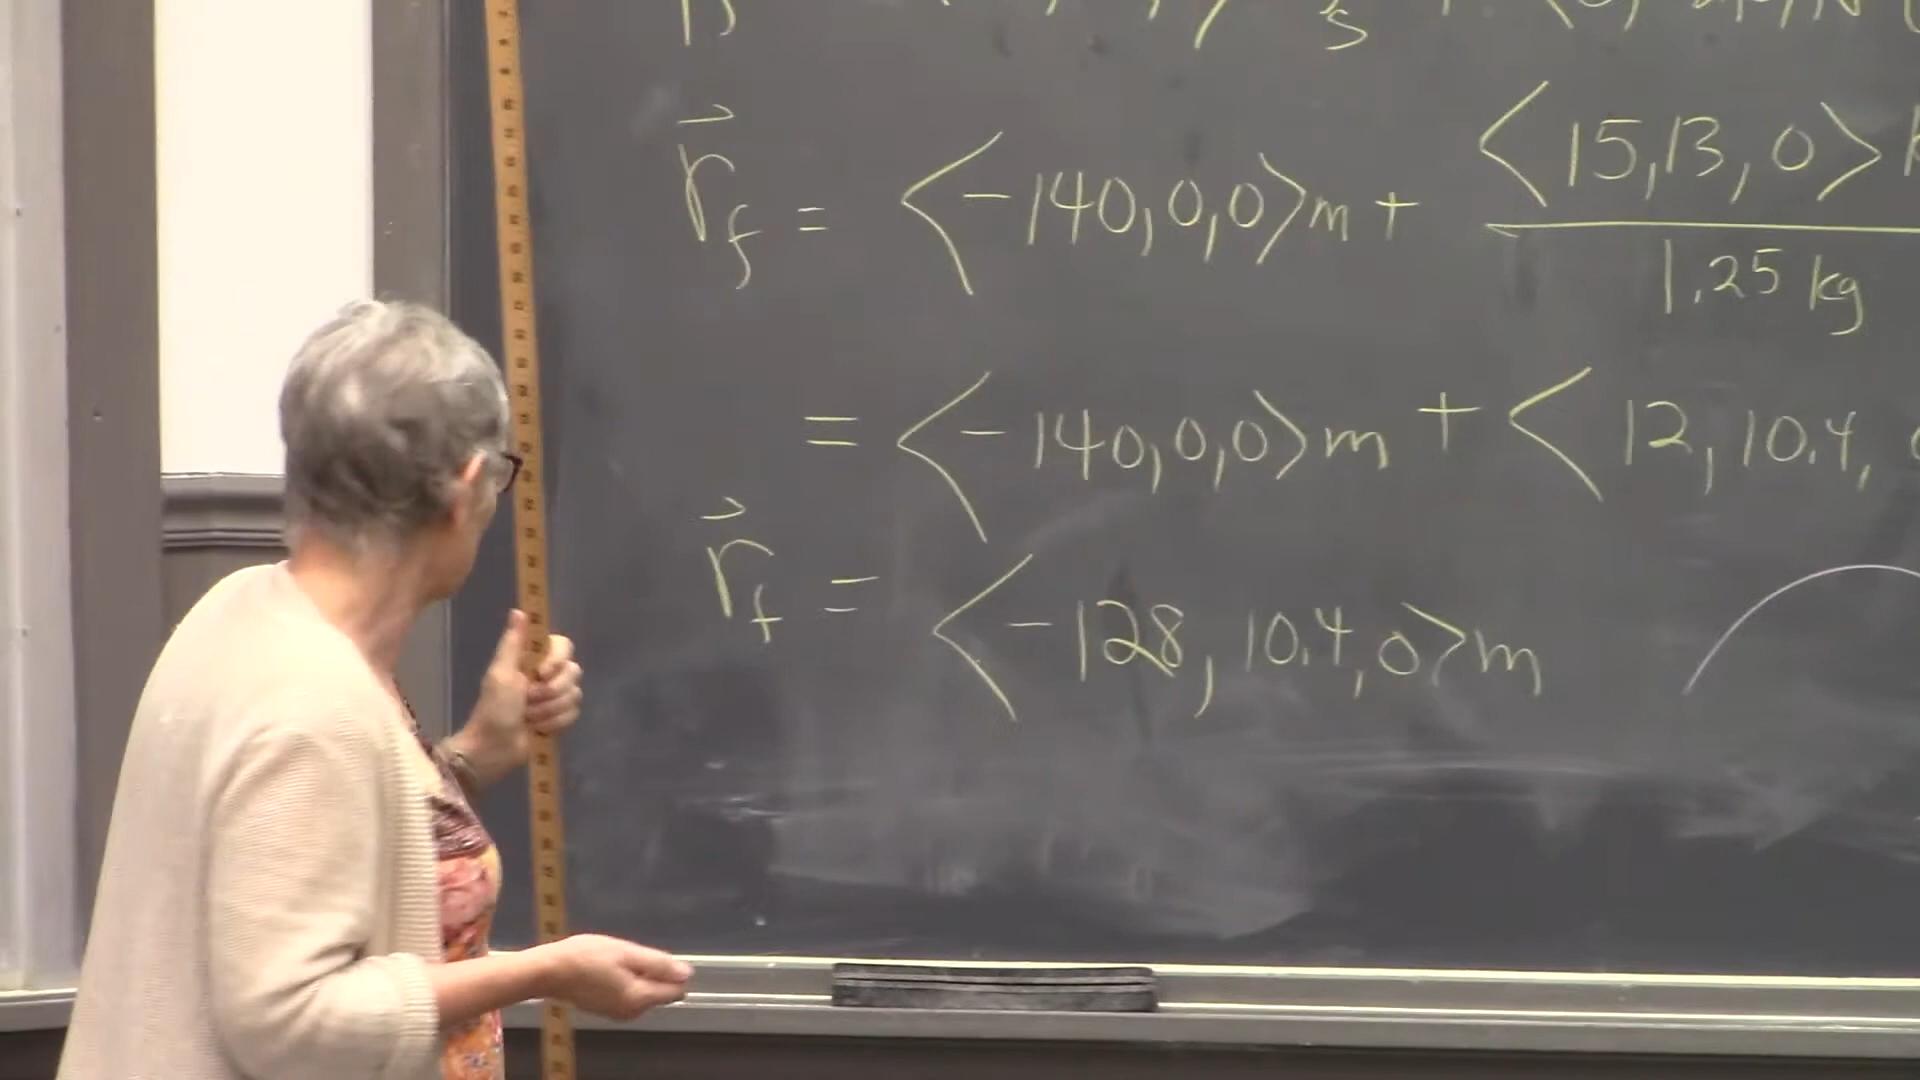 r⃗f = <-140,0,0>m + <15,13,0> / 1.25 kg
= <-140,0,0>m + < 12, 10.4,
r⃗f = <-128, 10.4,0>m